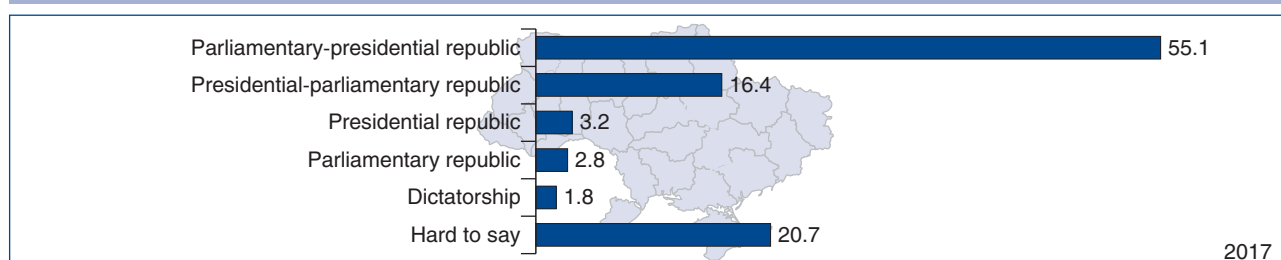 Parliamentary-presidential republic 55.1
Presidential-parliamentary republic 16.4
Presidential republic 3.2
Parliamentary republic 2.8
Dictatorship 1.8
Hard to say 20.7
2017